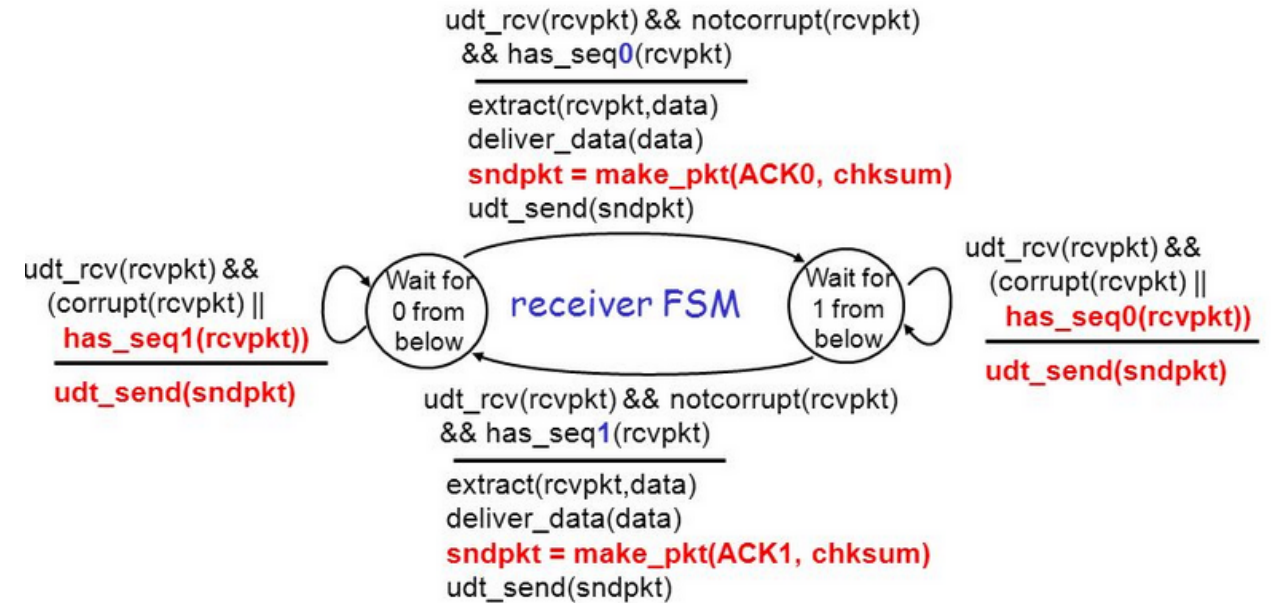 udt_rcv(rcvpkt) && notcorrupt(rcvpkt)
&& has_seq0(rcvpkt)
extract(rcvpkt,data)
deliver_data(data)
sndpkt = make_pkt(ACK0, chksum)
udt_send(sndpkt)
udt_rcv(rcvpkt) &&
(corrupt(rcvpkt) ||
has_seq1(rcvpkt))
udt_send(sndpkt)
Wait for
0 from
below
receiver FSM
Wait for
1 from
below
udt_rcv(rcvpkt) &&
(corrupt(rcvpkt) ||
has_seq0(rcvpkt))
udt_send(sndpkt)
udt_rcv(rcvpkt) && notcorrupt(rcvpkt)
&& has_seq1(rcvpkt)
extract(rcvpkt,data)
deliver_data(data)
sndpkt = make_pkt(ACK1, chksum)
udt_send(sndpkt)